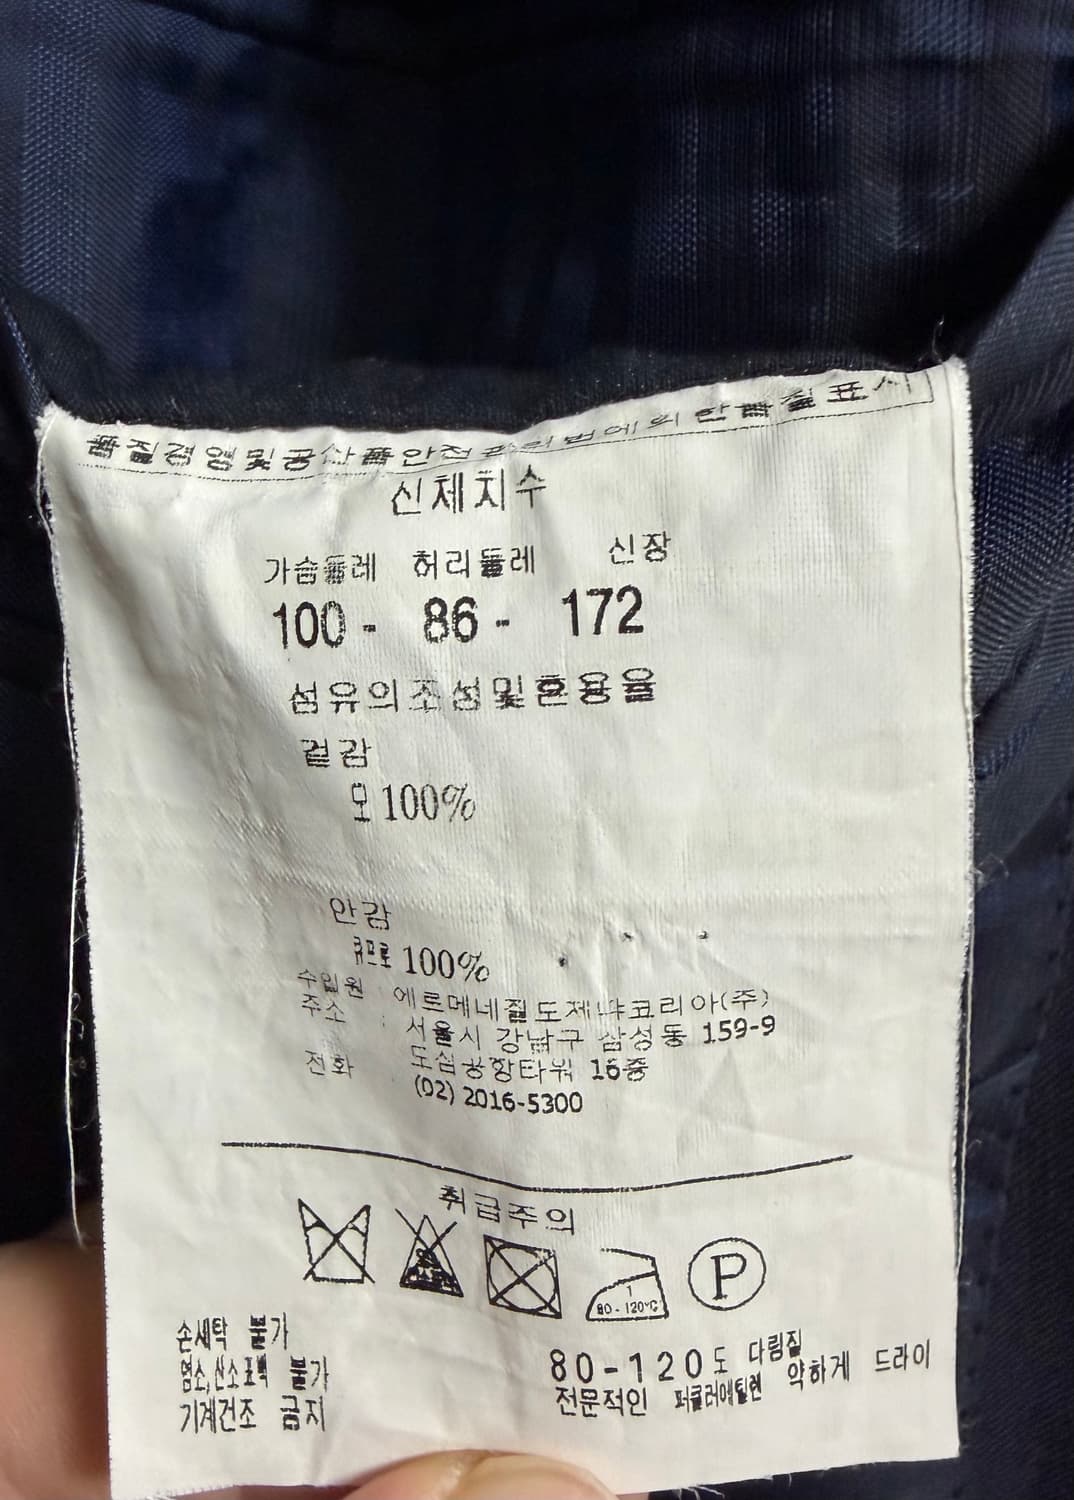 품질경영및공산품안전관리법에의한품질표시
신체치수
가슴둘레 허리둘레 신장
100 - 86 - 172
섬유의조성및혼용율
겉감
모 100%
안감
큐프로 100%
수입원 에르메네질도제냐코리아(주)
주소 : 서울시 강남구 삼성동 159-9
도심공항타워 16층
전화 (02) 2016-5300
취급주의
1
80-120℃
P
손세탁 불가
염소,산소표백 불가
기계건조 금지
80-120도 다림질 약하게 드라이
전문적인 퍼클러에틸렌